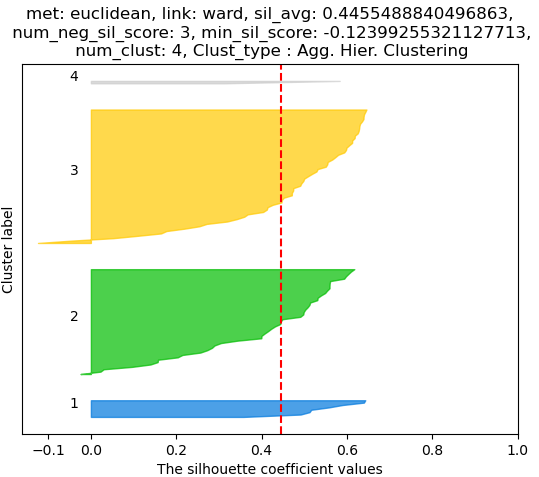 met: euclidean, link: ward, sil_avg: 0.4455488840496863,
num_neg_sil_score: 3, min_sil_score: -0.12399255321127713,
num_clust: 4, Clust_type : Agg. Hier. Clustering
4
3
2
1
Cluster label
−0.1 0.0 0.2 0.4 0.6 0.8 1.0
The silhouette coefficient values